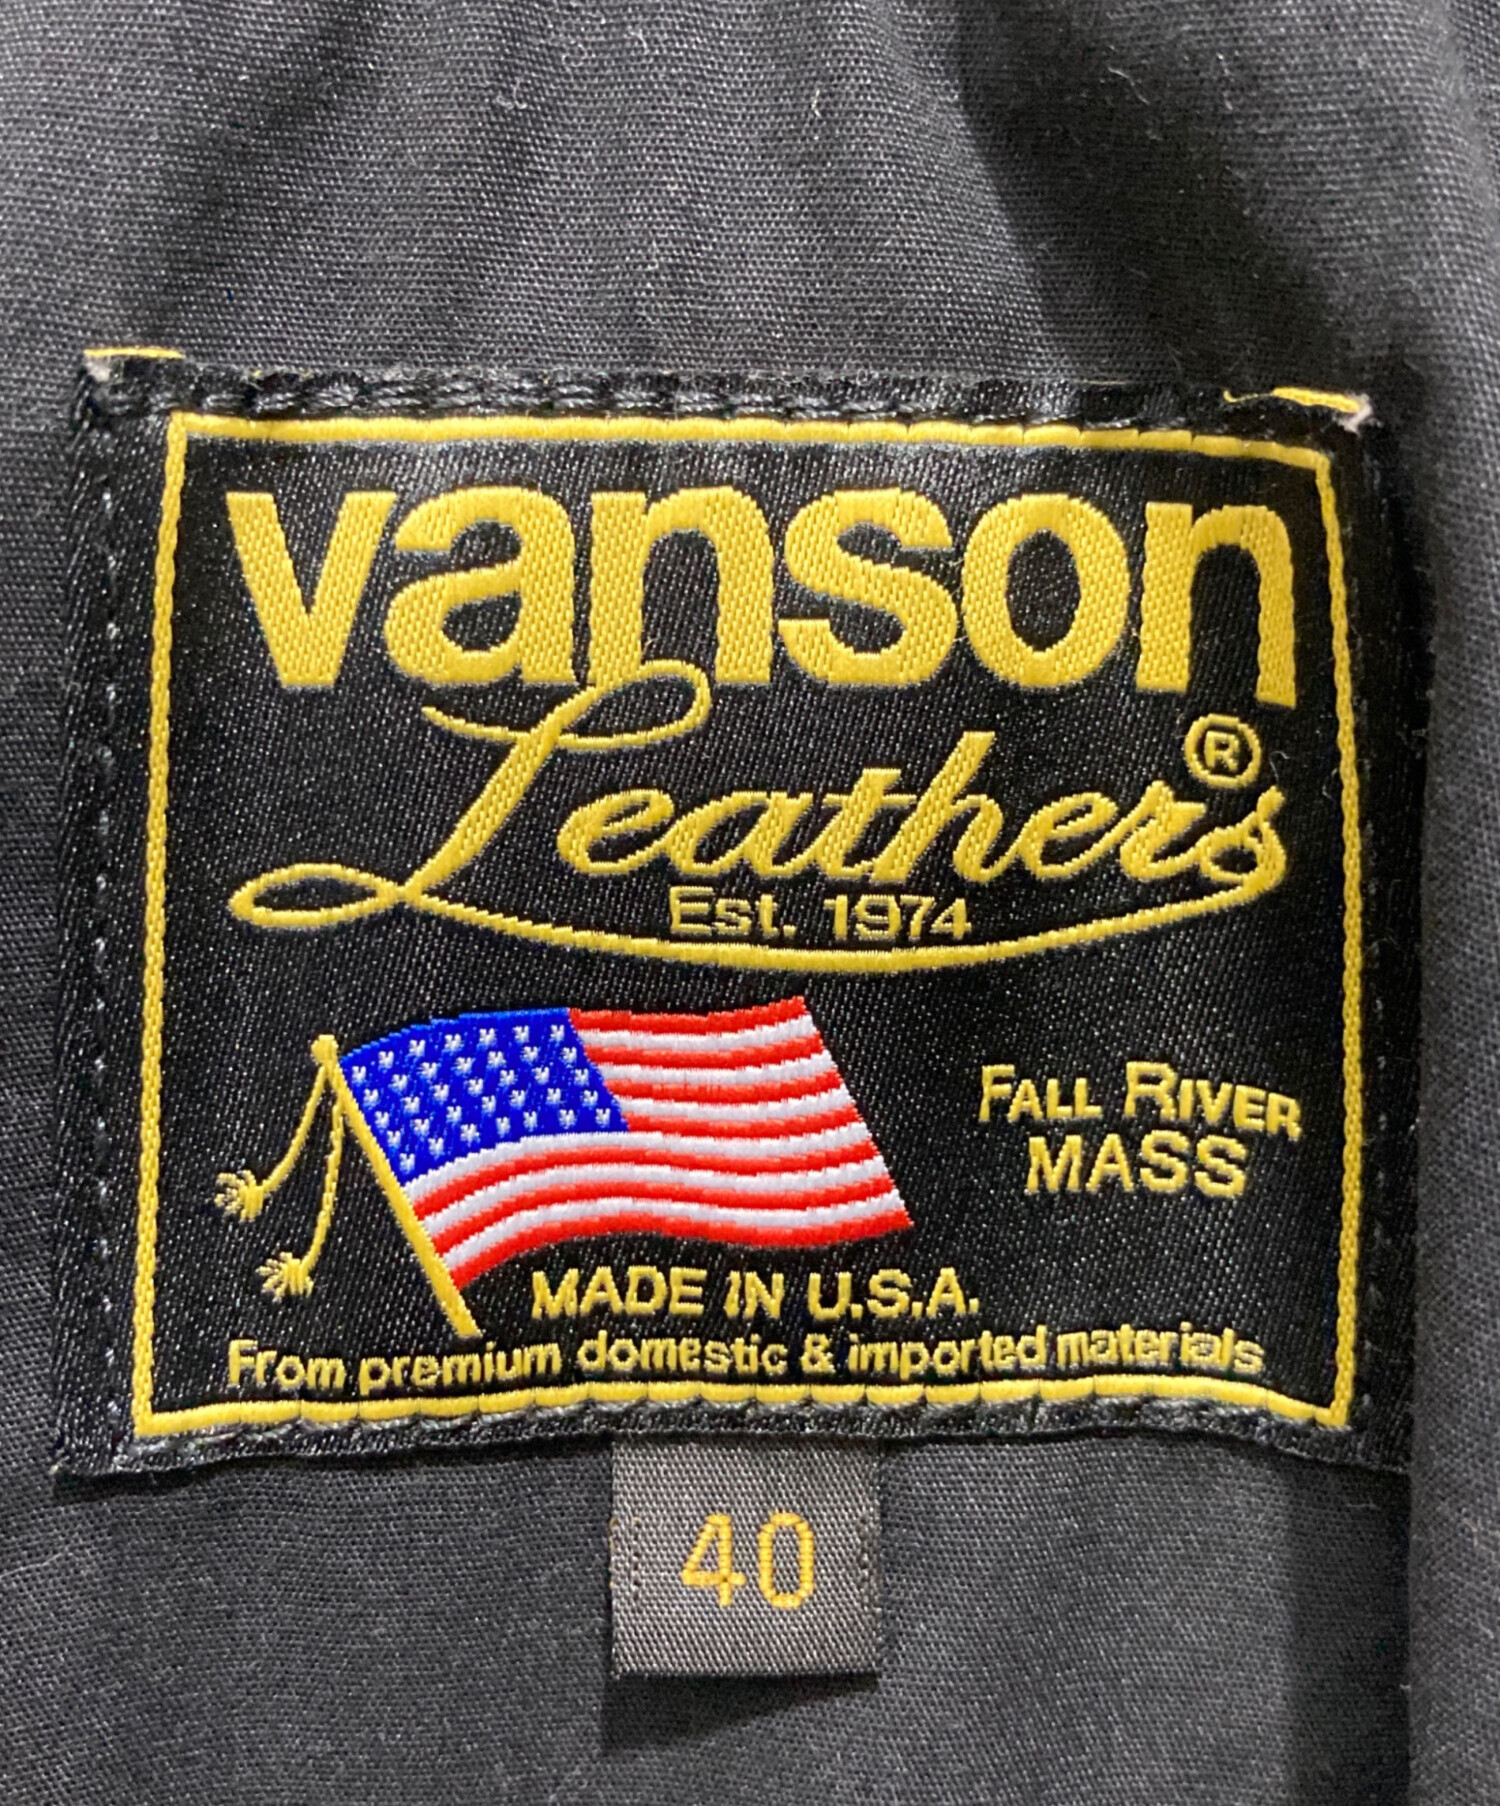 vanson
Leathers®
Est. 1974
FALL RIVER
MASS
MADE IN U.S.A.
From premium domestic & imported materials
40